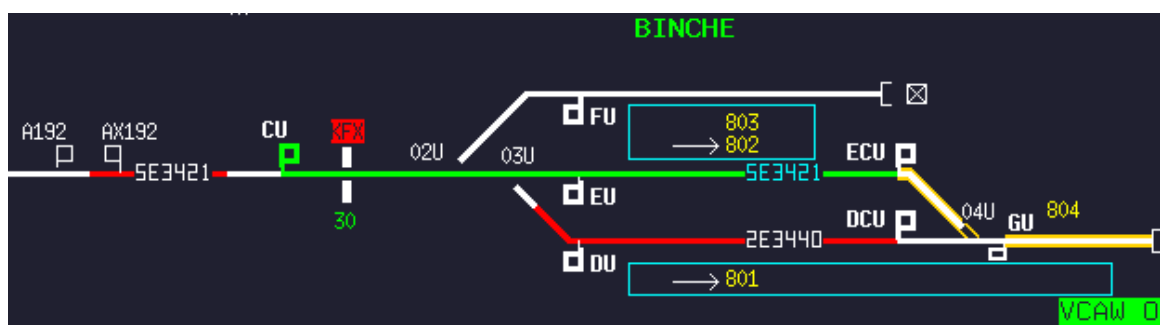 BINCHE
A192 AX192 CU KFX 02U 03U FU 803
802 ECU
5E3421 5E3421
30 EU DCU 04U GU 804
2E3440
DU 801
VCAW 0